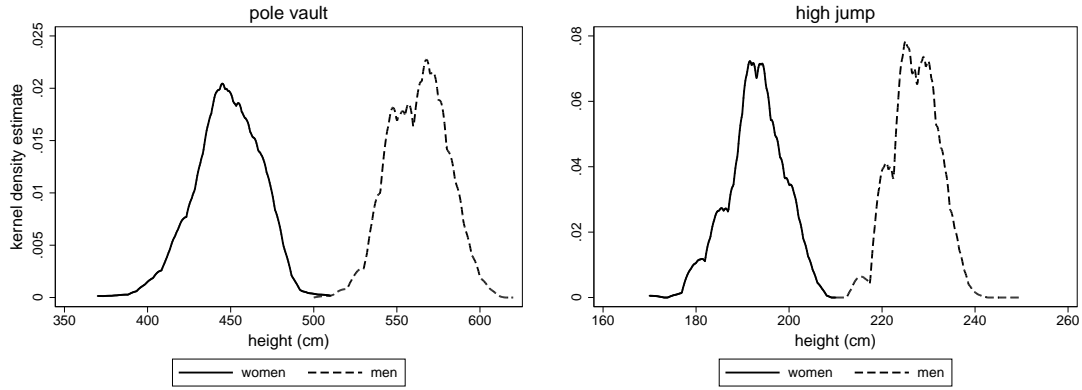 pole vault
kernel density estimate
0
.005
.01
.015
.02
.025
350
400
450
500
550
600
height (cm)
women
men
high jump
0
.02
.04
.06
.08
160
180
200
220
240
260
height (cm)
women
men